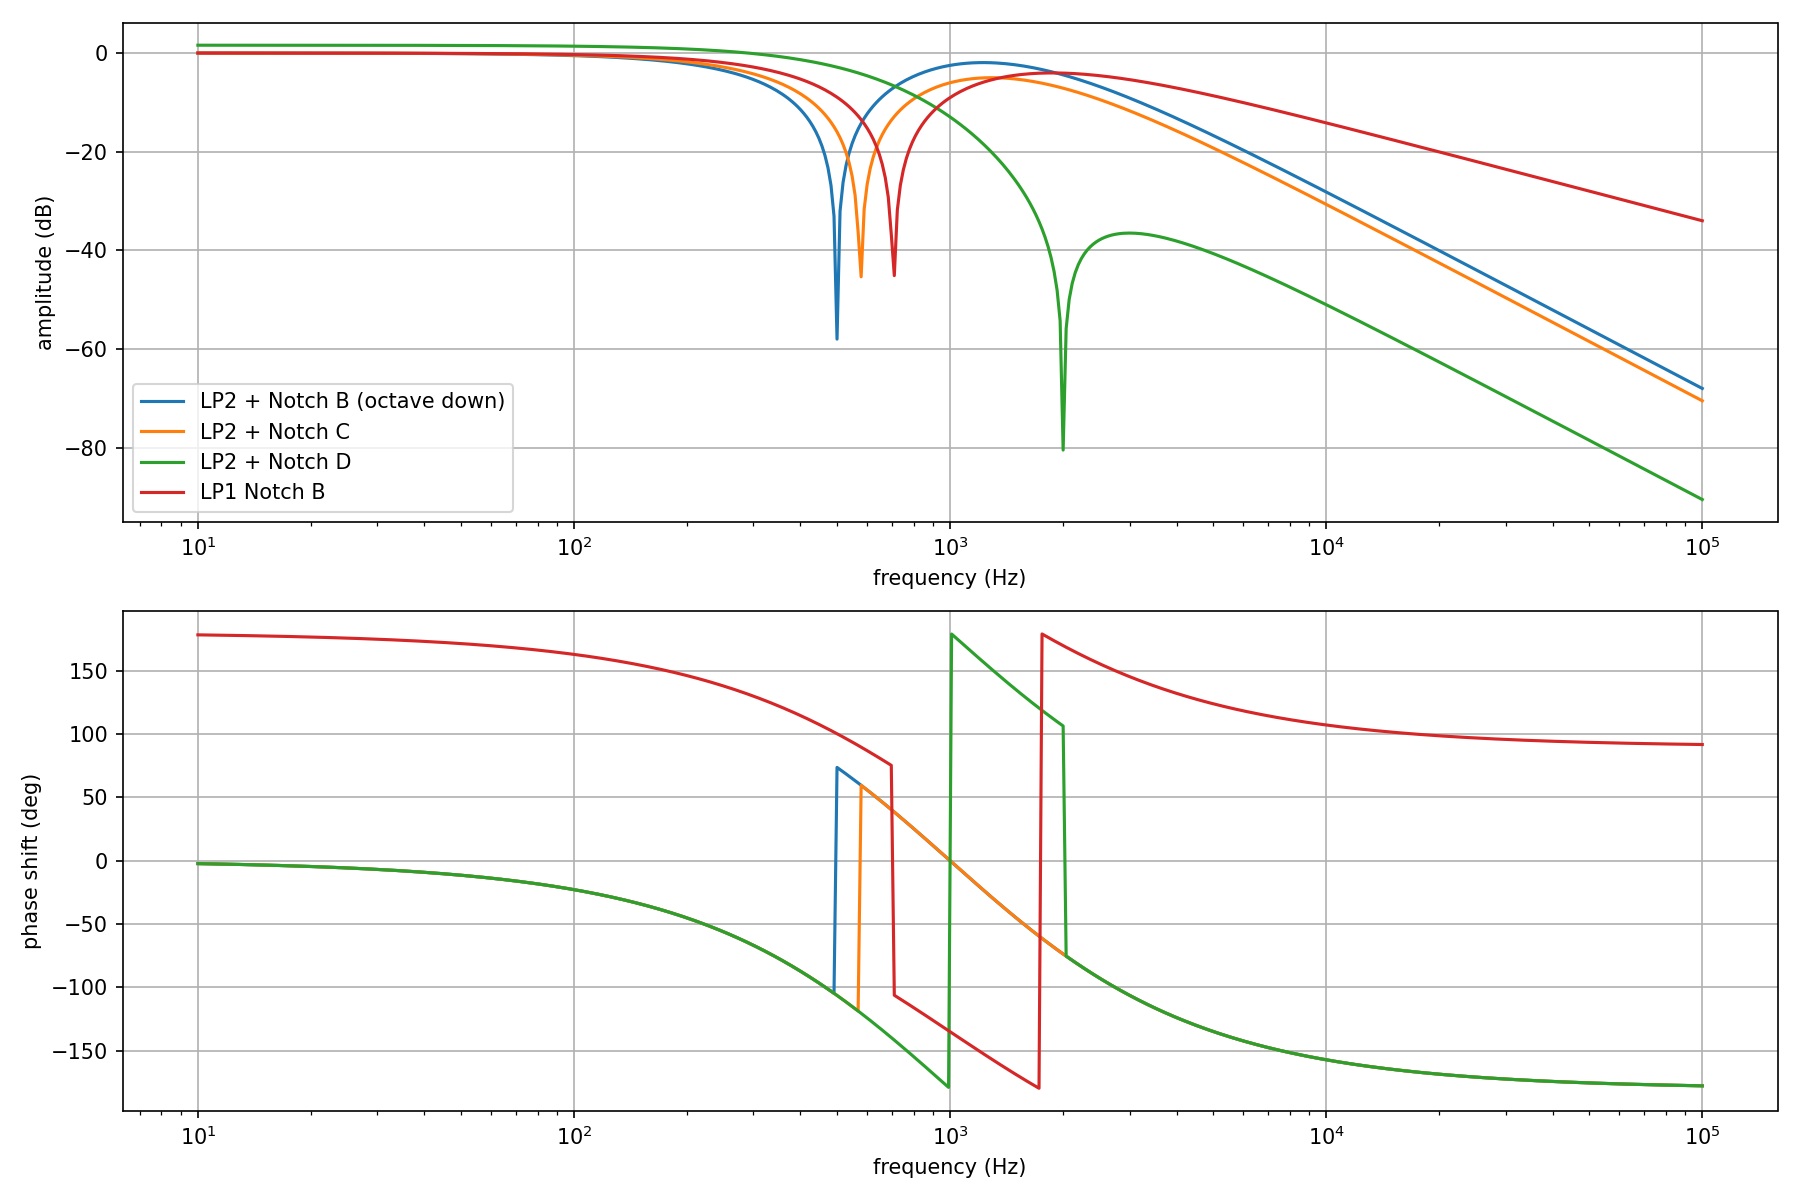 0
−20
−40
−60
−80
amplitude (dB)
LP2 + Notch B (octave down)
LP2 + Notch C
LP2 + Notch D
LP1 Notch B
10¹ 10² 10³ 10⁴ 10⁵
frequency (Hz)
150
100
50
0
−50
−100
−150
phase shift (deg)
10¹ 10² 10³ 10⁴ 10⁵
frequency (Hz)